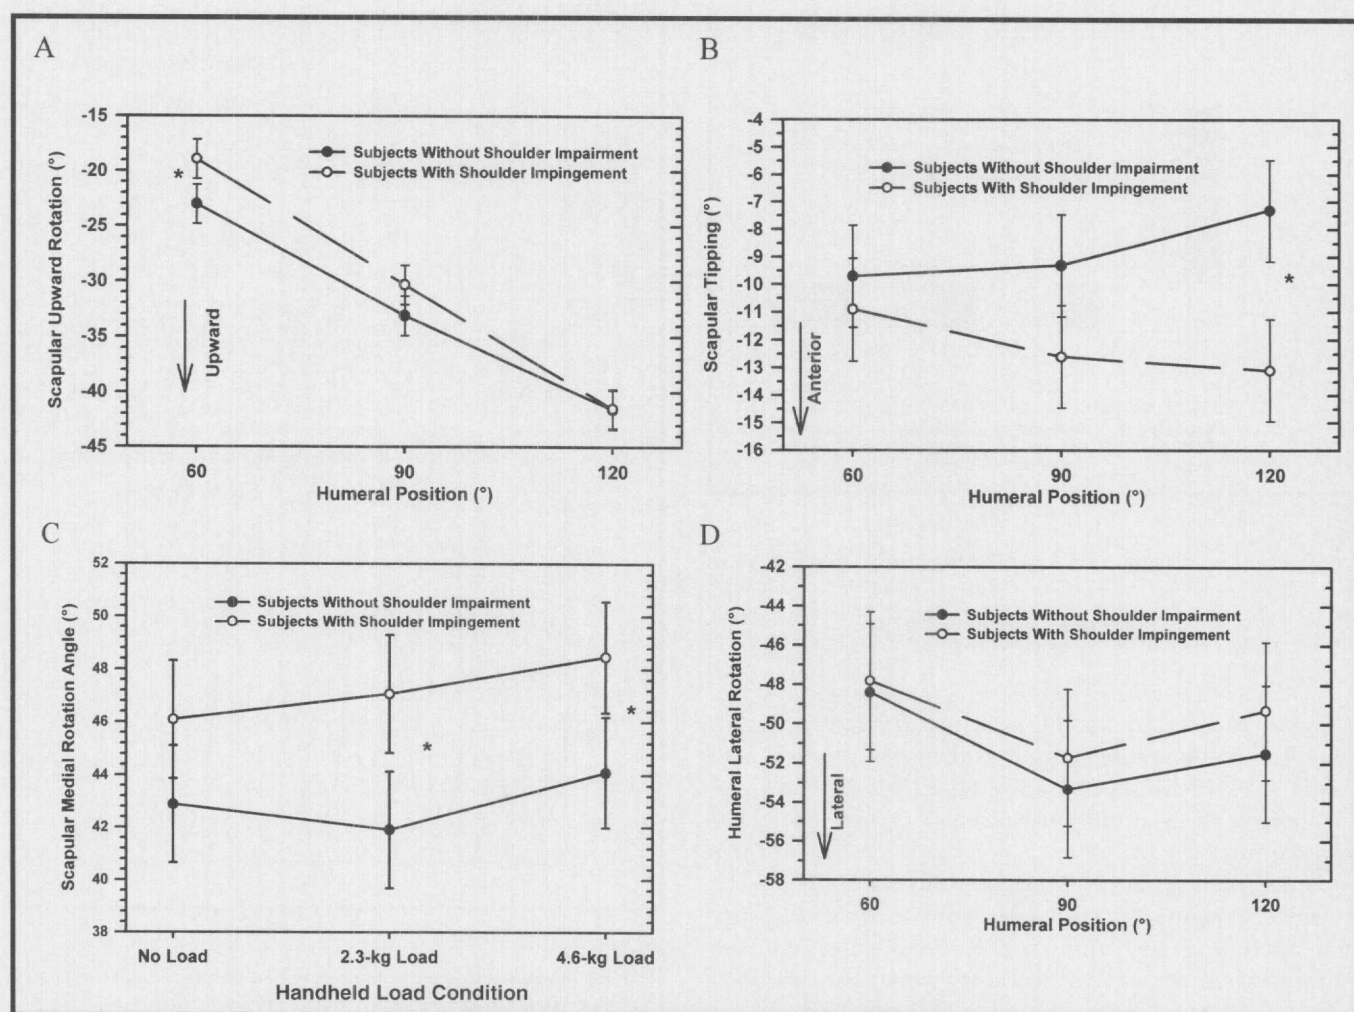 A
-15
-20
-25
-30
-35
-40
-45
Scapular Upward Rotation (°)
Upward
*
Subjects Without Shoulder Impairment
Subjects With Shoulder Impingement
60
90
120
Humeral Position (°)
B
-4
-5
-6
-7
-8
-9
-10
-11
-12
-13
-14
-15
-16
Scapular Tipping (°)
Anterior
Subjects Without Shoulder Impairment
Subjects With Shoulder Impingement
*
60
90
120
Humeral Position (°)
C
52
50
48
46
44
42
40
38
Scapular Medial Rotation Angle (°)
Subjects Without Shoulder Impairment
Subjects With Shoulder Impingement
*
*
No Load
2.3-kg Load
4.6-kg Load
Handheld Load Condition
D
-42
-44
-46
-48
-50
-52
-54
-56
-58
Humeral Lateral Rotation (°)
Lateral
Subjects Without Shoulder Impairment
Subjects With Shoulder Impingement
60
90
120
Humeral Position (°)